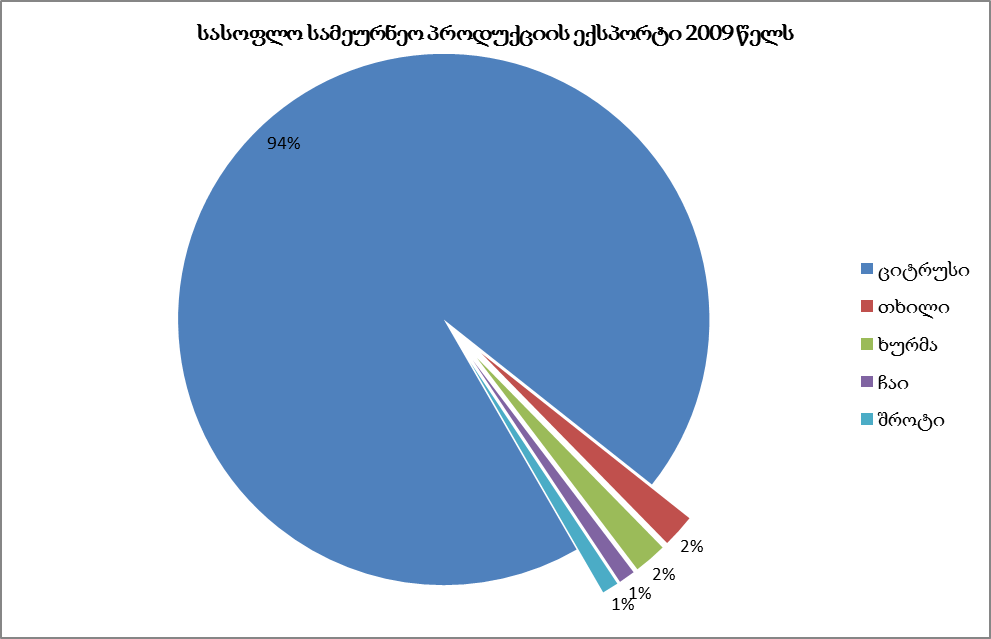 სასოფლო სამეურნეო პროდუქციის ექსპორტი 2009 წელს
94%
ციტრუსი
თხილი
ხურმა
ჩაი
შროტი
2%
2%
1%
1%